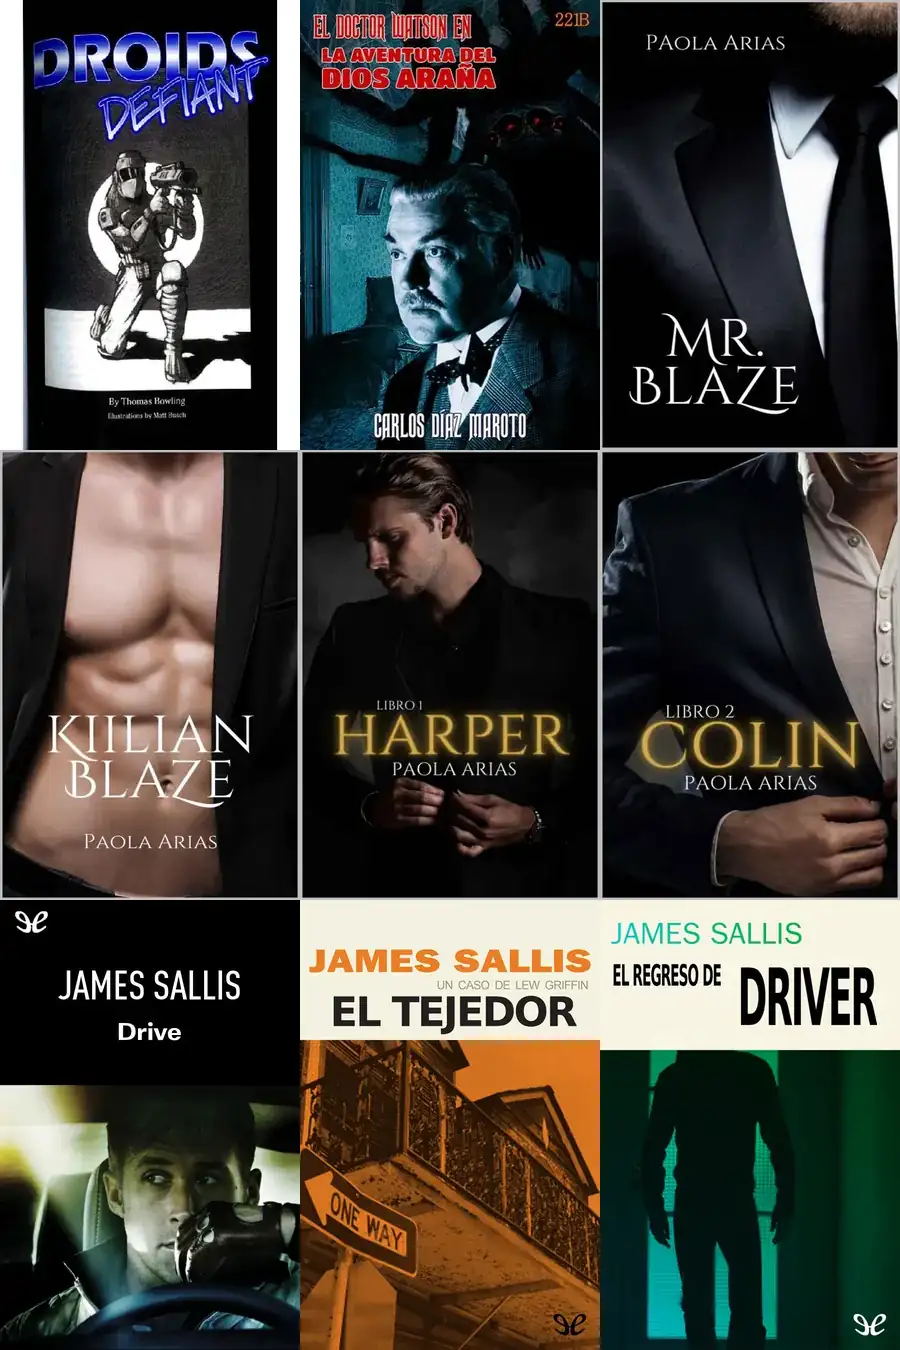 DROIDS
DEFIANT
By Thomas Bowling
Illustrations by Matt Busch
EL DOCTOR WATSON EN
221B
LA AVENTURA DEL
DIOS ARAÑA
CARLOS DÍAZ MAROTO
PAOLA ARIAS
MR.
BLAZE
KIILIAN
BLAZE
PAOLA ARIAS
LIBRO 1
HARPER
PAOLA ARIAS
LIBRO 2
COLIN
PAOLA ARIAS
JAMES SALLIS
Drive
JAMES SALLIS
UN CASO DE LEW GRIFFIN
EL TEJEDOR
ONE WAY
JAMES SALLIS
EL REGRESO DE
DRIVER